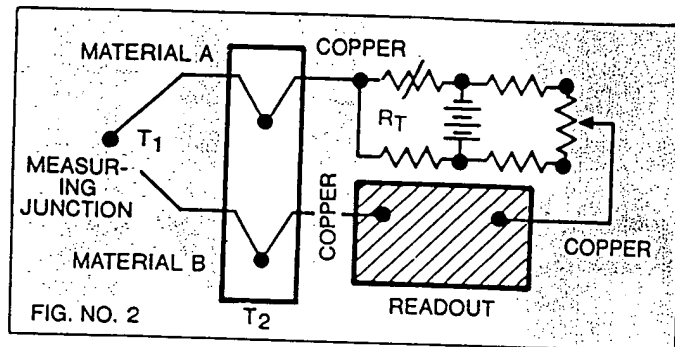 MATERIAL A
COPPER
RT
T1
MEASUR-
ING
JUNCTION
COPPER
COPPER
MATERIAL B
READOUT
T2
FIG. NO. 2